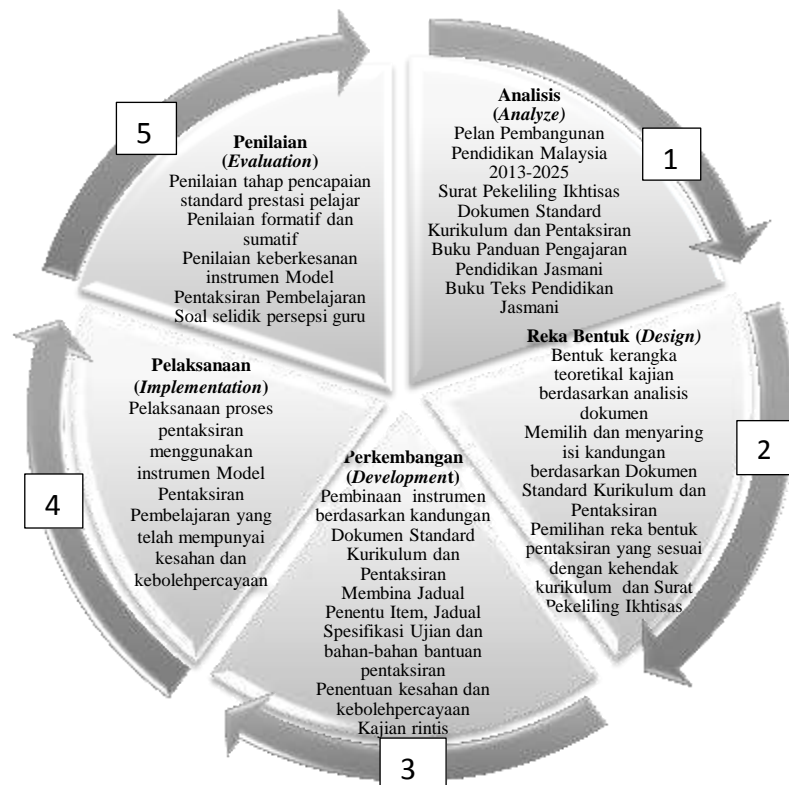 1
Analisis
(Analyze)
Pelan Pembangunan
Pendidikan Malaysia
2013-2025
Surat Pekeliling Ikhtisas
Dokumen Standard
Kurikulum dan Pentaksiran
Buku Panduan Pengajaran
Pendidikan Jasmani
Buku Teks Pendidikan
Jasmani
2
Reka Bentuk (Design)
Bentuk kerangka
teoretikal kajian
berdasarkan analisis
dokumen
Memilih dan menyaring
isi kandungan
berdasarkan Dokumen
Standard Kurikulum dan
Pentaksiran
Pemilihan reka bentuk
pentaksiran yang sesuai
dengan kehendak
kurikulum dan Surat
Pekeliling Ikhtisas
3
Perkembangan
(Development)
Pembinaan instrumen
berdasarkan kandungan
Dokumen Standard
Kurikulum dan
Pentaksiran
Membina Jadual
Penentu Item, Jadual
Spesifikasi Ujian dan
bahan-bahan bantuan
pentaksiran
Penentuan kesahan dan
kebolehpercayaan
Kajian rintis
4
Pelaksanaan
(Implementation)
Pelaksanaan proses
pentaksiran
menggunakan
instrumen Model
Pentaksiran
Pembelajaran yang
telah mempunyai
kesahan dan
kebolehpercayaan
5
Penilaian
(Evaluation)
Penilaian tahap pencapaian
standard prestasi pelajar
Penilaian formatif dan
sumatif
Penilaian keberkesanan
instrumen Model
Pentaksiran Pembelajaran
Soal selidik persepsi guru